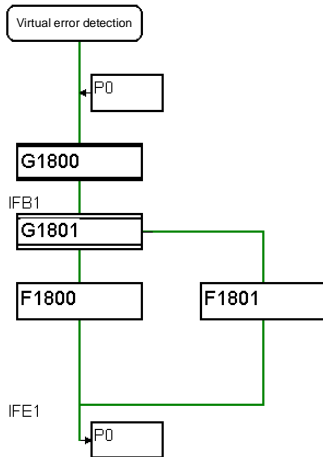 Virtual error detection
P0
G1800
IFB1
G1801
F1800
F1801
IFE1
P0